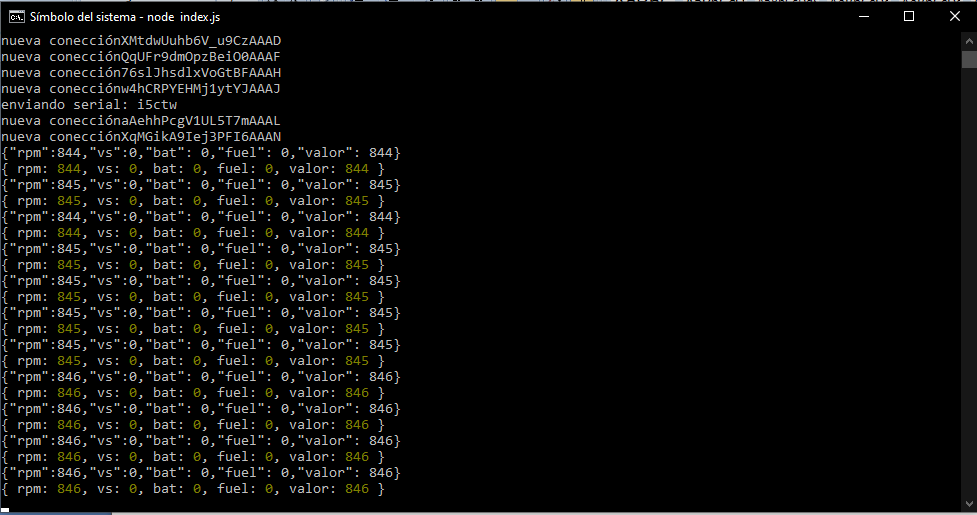 Símbolo del sistema - node  index.js
nueva conecciónXMtdwUuhb6V_u9CzAAAD
nueva conecciónQqUFr9dmOpzBeiO0AAAF
nueva conección76slJhsdlxVoGtBFAAAH
nueva conecciónw4hCRPYEHMj1ytYJAAAJ
enviando serial: i5ctw
nueva conecciónaAehhPcgV1UL5T7mAAAL
nueva conecciónXqMGikA9Iej3PFI6AAAN
{"rpm":844,"vs":0,"bat": 0,"fuel": 0,"valor": 844}
{ rpm: 844, vs: 0, bat: 0, fuel: 0, valor: 844 }
{"rpm":845,"vs":0,"bat": 0,"fuel": 0,"valor": 845}
{ rpm: 845, vs: 0, bat: 0, fuel: 0, valor: 845 }
{"rpm":844,"vs":0,"bat": 0,"fuel": 0,"valor": 844}
{ rpm: 844, vs: 0, bat: 0, fuel: 0, valor: 844 }
{"rpm":845,"vs":0,"bat": 0,"fuel": 0,"valor": 845}
{ rpm: 845, vs: 0, bat: 0, fuel: 0, valor: 845 }
{"rpm":845,"vs":0,"bat": 0,"fuel": 0,"valor": 845}
{ rpm: 845, vs: 0, bat: 0, fuel: 0, valor: 845 }
{"rpm":845,"vs":0,"bat": 0,"fuel": 0,"valor": 845}
{ rpm: 845, vs: 0, bat: 0, fuel: 0, valor: 845 }
{"rpm":845,"vs":0,"bat": 0,"fuel": 0,"valor": 845}
{ rpm: 845, vs: 0, bat: 0, fuel: 0, valor: 845 }
{"rpm":846,"vs":0,"bat": 0,"fuel": 0,"valor": 846}
{ rpm: 846, vs: 0, bat: 0, fuel: 0, valor: 846 }
{"rpm":846,"vs":0,"bat": 0,"fuel": 0,"valor": 846}
{ rpm: 846, vs: 0, bat: 0, fuel: 0, valor: 846 }
{"rpm":846,"vs":0,"bat": 0,"fuel": 0,"valor": 846}
{ rpm: 846, vs: 0, bat: 0, fuel: 0, valor: 846 }
{"rpm":846,"vs":0,"bat": 0,"fuel": 0,"valor": 846}
{ rpm: 846, vs: 0, bat: 0, fuel: 0, valor: 846 }